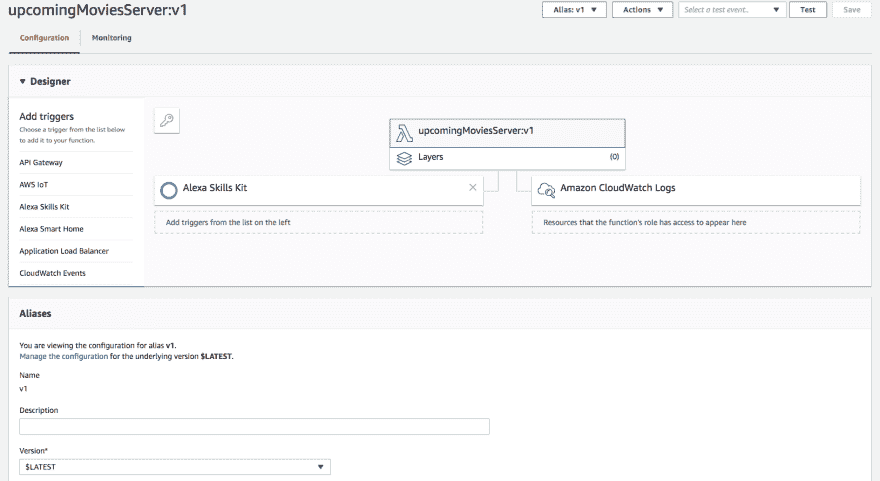 upcomingMoviesServer:v1
Alias: v1 Actions Select a test event.. Test Save
Configuration Monitoring
Designer
Add triggers
Choose a trigger from the list below
to add it to your function.
API Gateway
AWS IoT
Alexa Skills Kit
Alexa Smart Home
Application Load Balancer
CloudWatch Events
upcomingMoviesServer:v1
Layers (0)
Alexa Skills Kit
Add triggers from the list on the left
Amazon CloudWatch Logs
Resources that the function's role has access to appear here
Aliases
You are viewing the configuration for alias v1.
Manage the configuration for the underlying version $LATEST.
Name
v1
Description
Version*
$LATEST